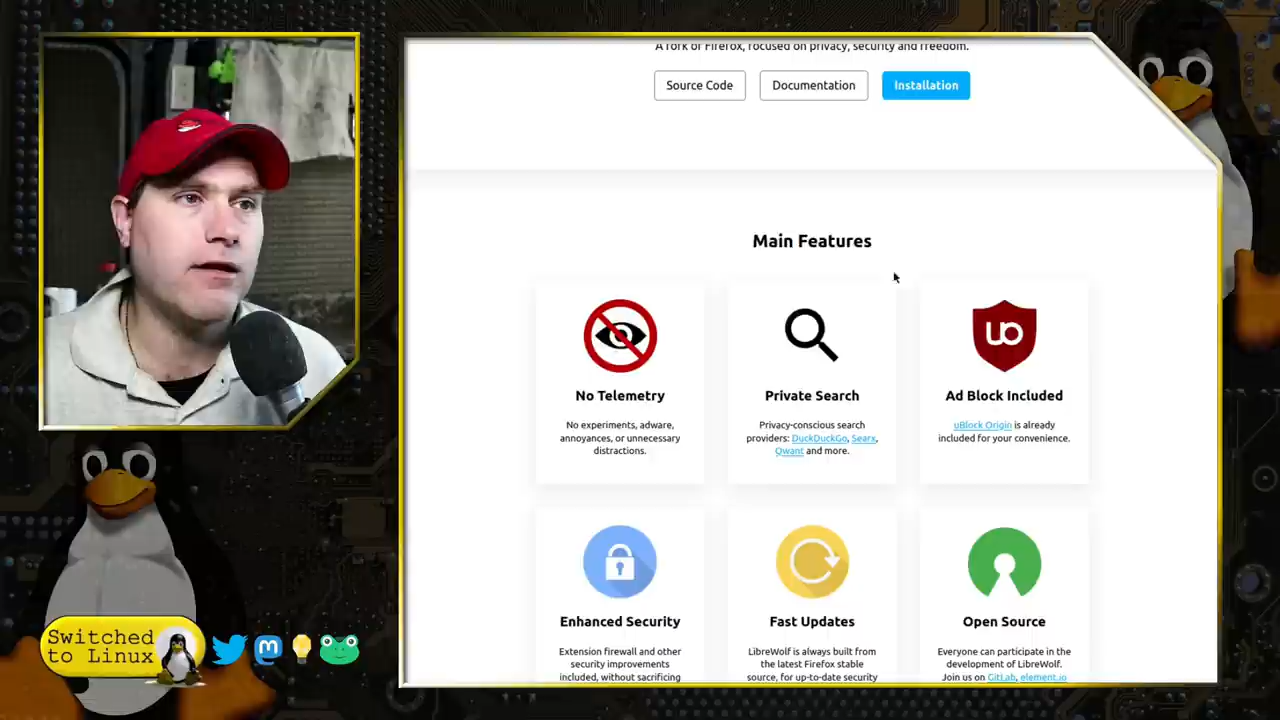 A fork of Firefox, focused on privacy, security and freedom.
Source Code
Documentation
Installation
Main Features
No Telemetry
No experiments, adware,
annoyances, or unnecessary
distractions.
Private Search
Privacy-conscious search
providers: DuckDuckGo, Searx,
Qwant and more.
UO
Ad Block Included
uBlock Origin is already
included for your convenience.
Enhanced Security
Extension firewall and other
security improvements
included, without sacrificing
Fast Updates
LibreWolf is always built from
the latest Firefox stable
source, for up-to-date security
Open Source
Everyone can participate in the
development of LibreWolf.
Join us on GitLab, element.io
Switched
to Linux